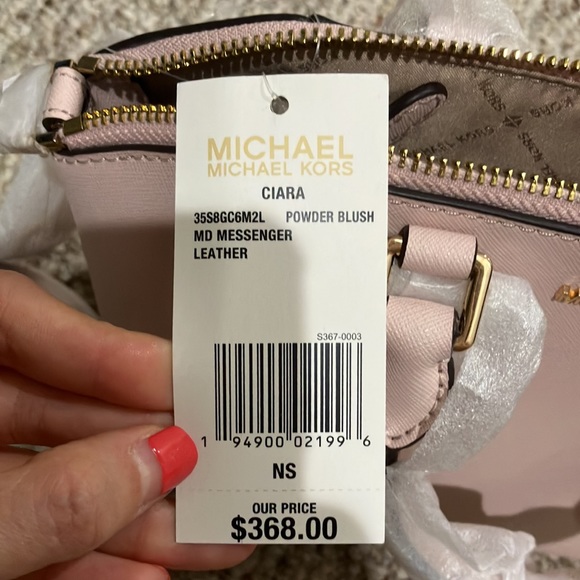 MICHAEL
MICHAEL KORS
CIARA
35S8GC6M2L POWDER BLUSH
MD MESSENGER
LEATHER
S367-0003
1 94900 02199 6
NS
OUR PRICE
$368.00